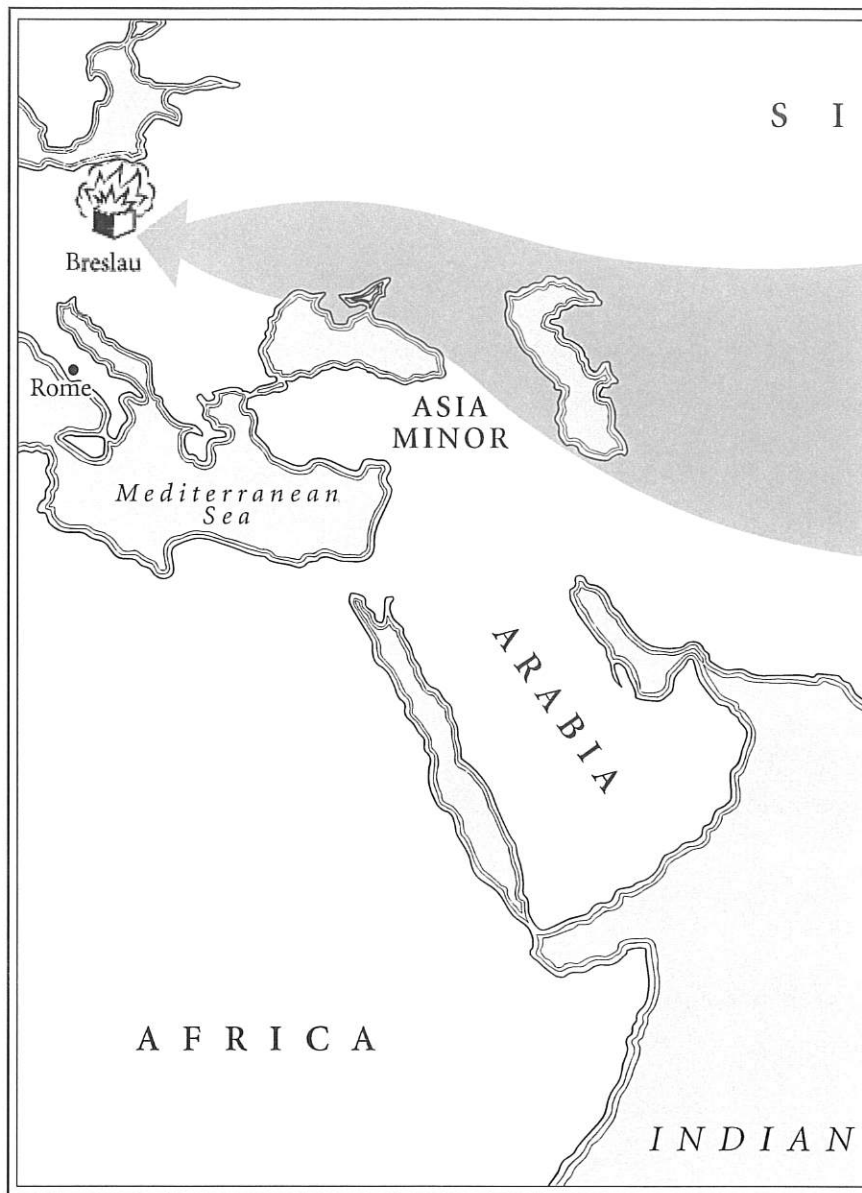 S I
Breslau
Rome
ASIA
MINOR
Mediterranean
Sea
ARABIA
AFRICA
INDIAN